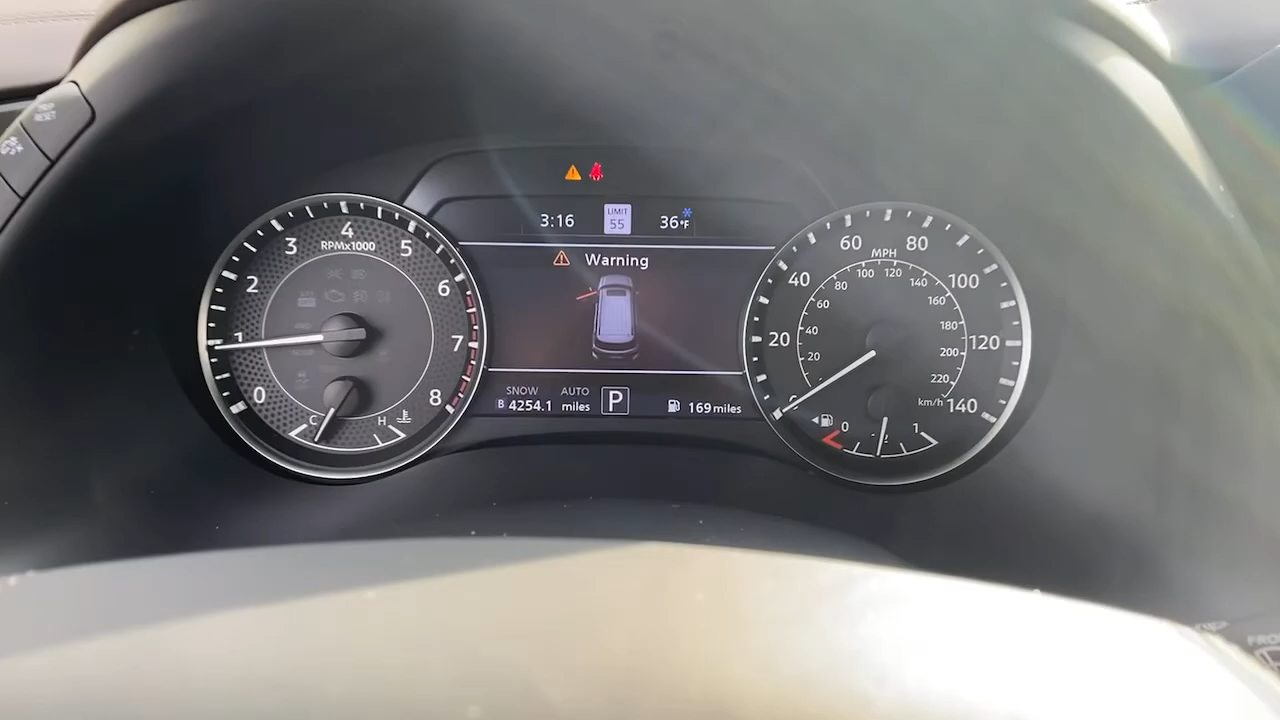 RESET
3:16
LIMIT
55
36°F
Warning
RPMx1000
0
1
2
3
4
5
6
7
8
C
H
SNOW
AUTO
B 4254.1 miles
P
169 miles
MPH
0
20
40
60
80
100
120
140
20
40
60
80
100
120
140
160
180
200
220
km/h
0
1